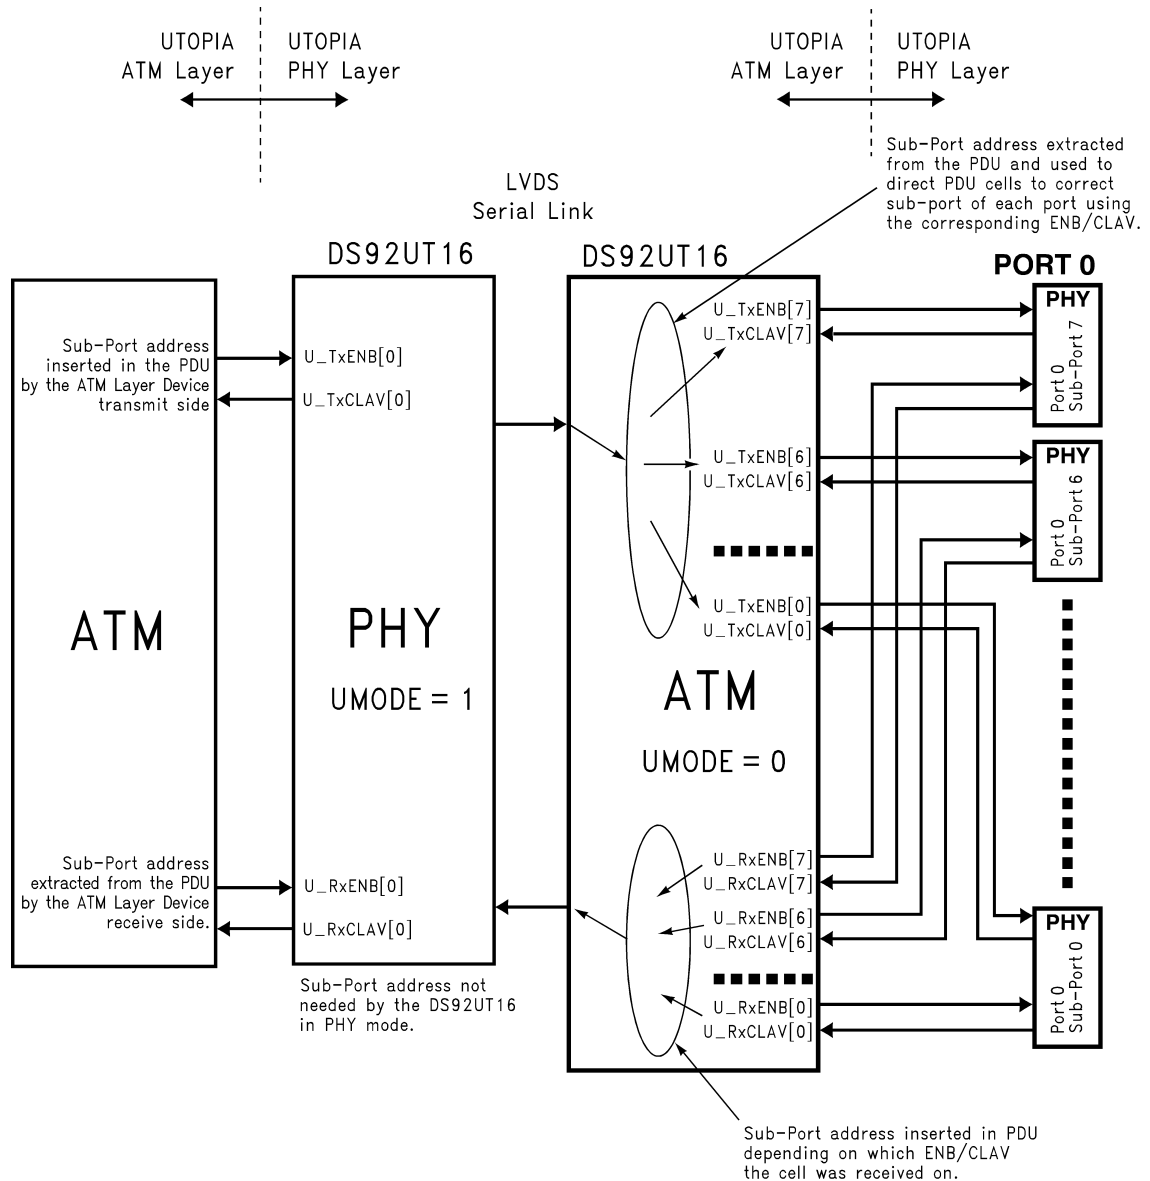 UTOPIA
ATM Layer
UTOPIA
PHY Layer
UTOPIA
ATM Layer
UTOPIA
PHY Layer
Sub-Port address extracted
from the PDU and used to
direct PDU cells to correct
sub-port of each port using
the corresponding ENB/CLAV.
LVDS
Serial Link
DS92UT16
DS92UT16
PORT 0
Sub-Port address
inserted in the PDU
by the ATM Layer Device
transmit side
ATM
Sub-Port address
extracted from the PDU
by the ATM Layer Device
receive side.
U_TxENB[0]
U_TxCLAV[0]
PHY
UMODE = 1
U_RxENB[0]
U_RxCLAV[0]
Sub-Port address not
needed by the DS92UT16
in PHY mode.
U_TxENB[7]
U_TxCLAV[7]
U_TxENB[6]
U_TxCLAV[6]
U_TxENB[0]
U_TxCLAV[0]
ATM
UMODE = 0
U_RxENB[7]
U_RxCLAV[7]
U_RxENB[6]
U_RxCLAV[6]
U_RxENB[0]
U_RxCLAV[0]
PHY
Port 0
Sub-Port 7
PHY
Port 0
Sub-Port 6
PHY
Port 0
Sub-Port 0
Sub-Port address inserted in PDU
depending on which ENB/CLAV
the cell was received on.